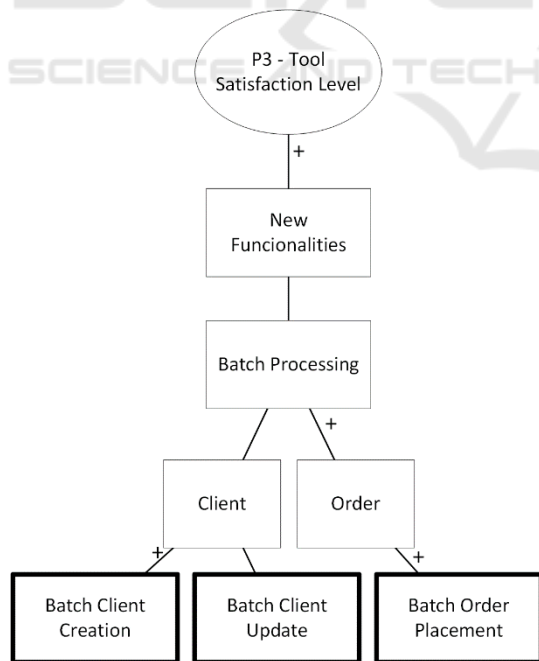 SCIENCE AND TECH
P3 - Tool
Satisfaction Level
+
New
Funcionalities
Batch Processing
+
Client
Order
+
+
Batch Client
Creation
Batch Client
Update
Batch Order
Placement